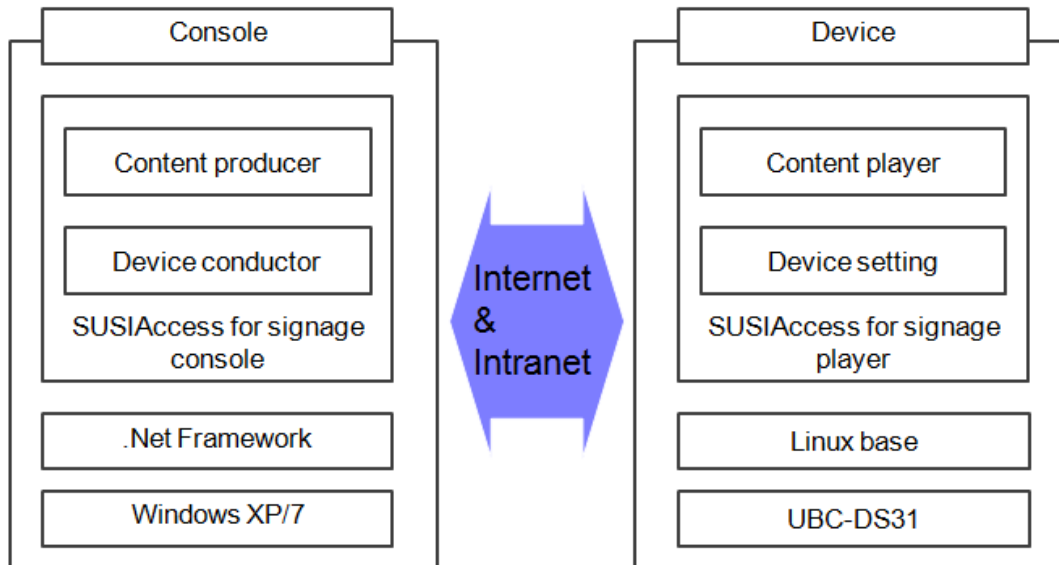 Console
Content producer
Device conductor
SUSIAccess for signage
console
.Net Framework
Windows XP/7
Internet
&
Intranet
Device
Content player
Device setting
SUSIAccess for signage
player
Linux base
UBC-DS31